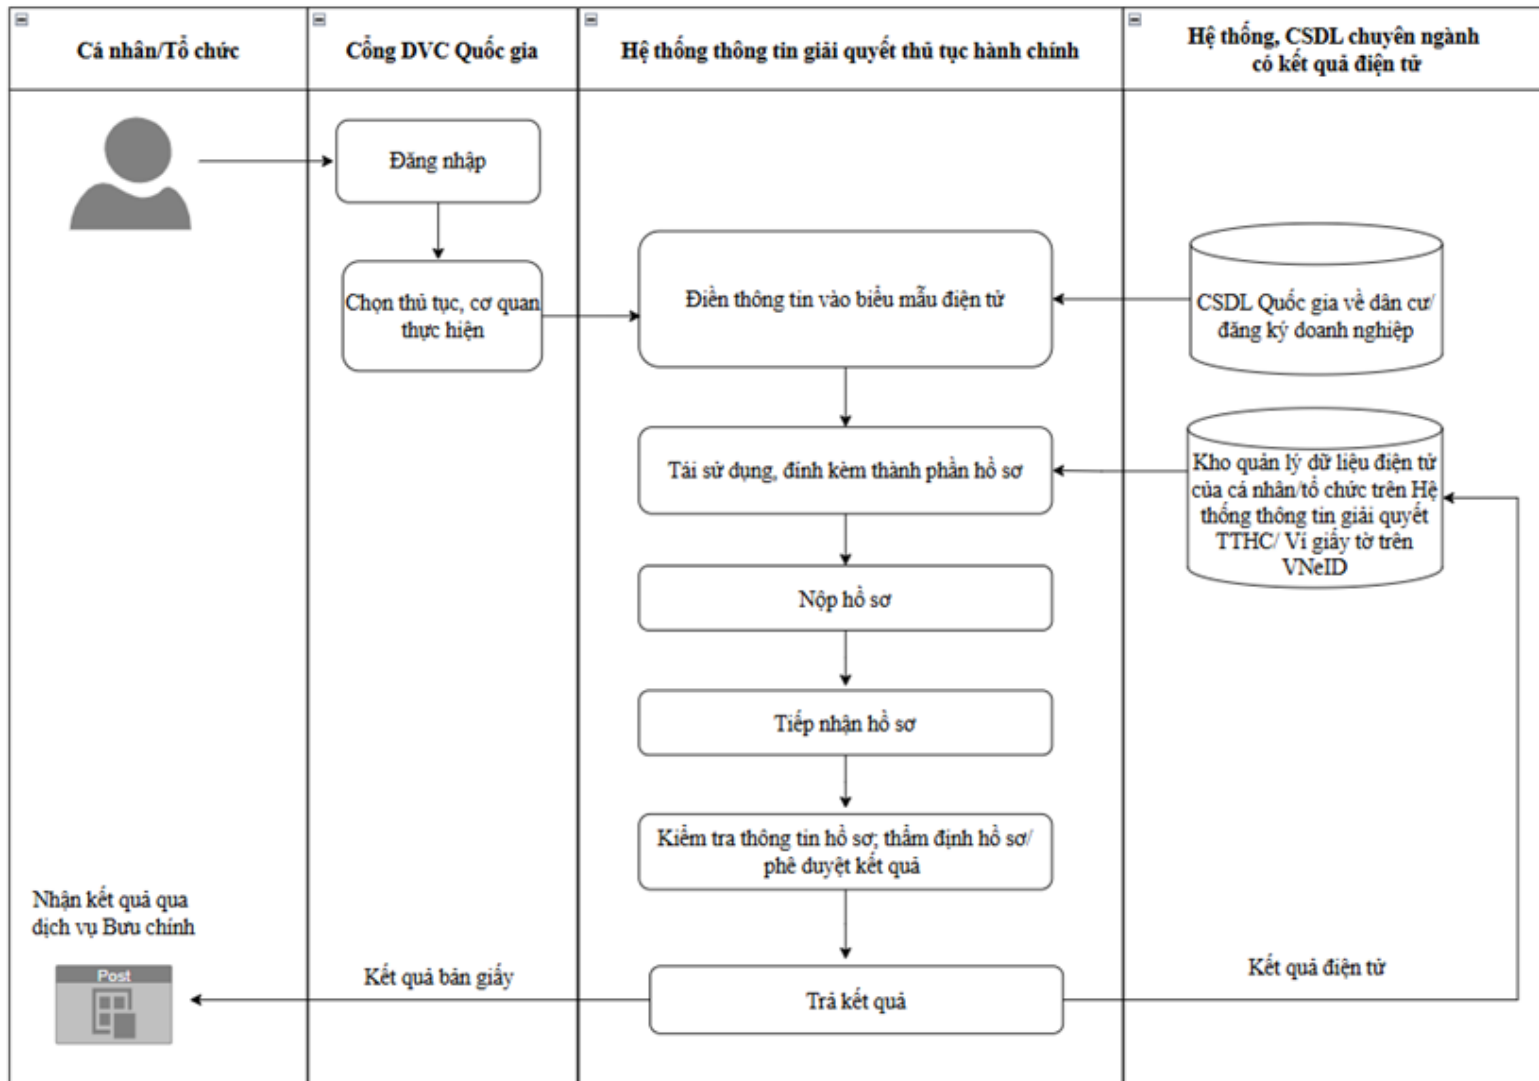 Cá nhân/Tổ chức
Cổng DVC Quốc gia
Hệ thống thông tin giải quyết thủ tục hành chính
Hệ thống, CSDL chuyên ngành
có kết quả điện tử
Đăng nhập
Chọn thủ tục, cơ quan
thực hiện
Điền thông tin vào biểu mẫu điện tử
CSDL Quốc gia về dân cư/
đăng ký doanh nghiệp
Tái sử dụng, đính kèm thành phần hồ sơ
Kho quản lý dữ liệu điện tử
của cá nhân/tổ chức trên Hệ
thống thông tin giải quyết
TTHC/ Ví giấy tờ trên
VNeID
Nộp hồ sơ
Tiếp nhận hồ sơ
Kiểm tra thông tin hồ sơ; thẩm định hồ sơ/
phê duyệt kết quả
Nhận kết quả qua
dịch vụ Bưu chính
Post
Kết quả bản giấy
Trả kết quả
Kết quả điện tử